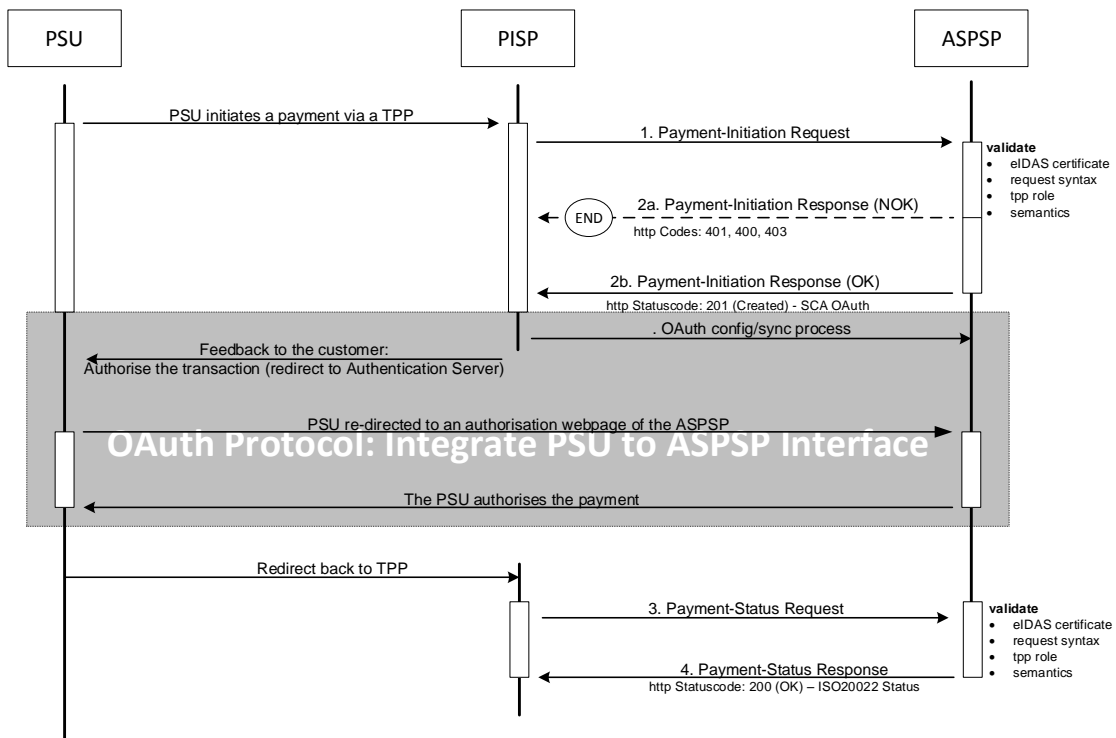 PSU
PISP
ASPSP
PSU initiates a payment via a TPP
1. Payment-Initiation Request
validate
• eIDAS certificate
• request syntax
• tpp role
• semantics
2a. Payment-Initiation Response (NOK)
END
http Codes: 401, 400, 403
2b. Payment-Initiation Response (OK)
http Statuscode: 201 (Created) - SCA OAuth
. OAuth config/sync process
Feedback to the customer:
Authorise the transaction (redirect to Authentication Server)
PSU re-directed to an authorisation webpage of the ASPSP
OAuth Protocol: Integrate PSU to ASPSP Interface
The PSU authorises the payment
Redirect back to TPP
3. Payment-Status Request
validate
• eIDAS certificate
• request syntax
• tpp role
• semantics
4. Payment-Status Response
http Statuscode: 200 (OK) – ISO20022 Status